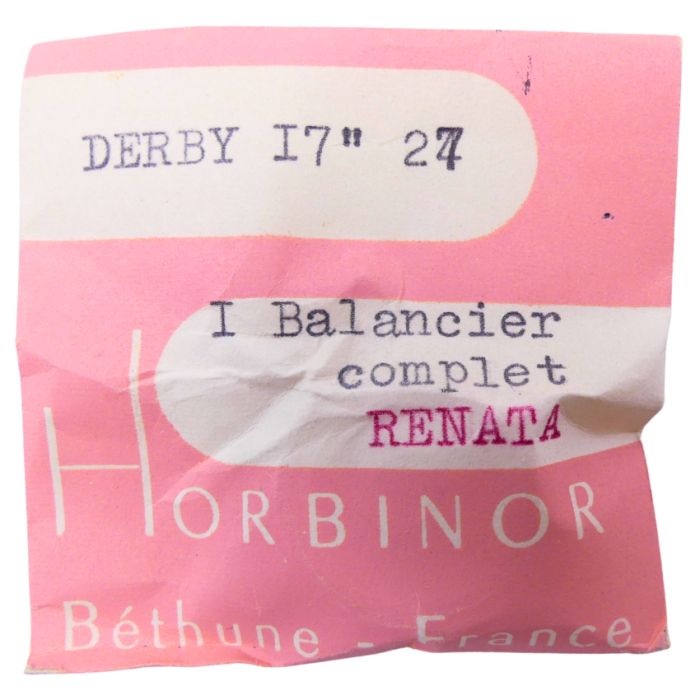 DERBY I7" 27
I Balancier
complet
RENATA
HORBINOR
Béthune - France